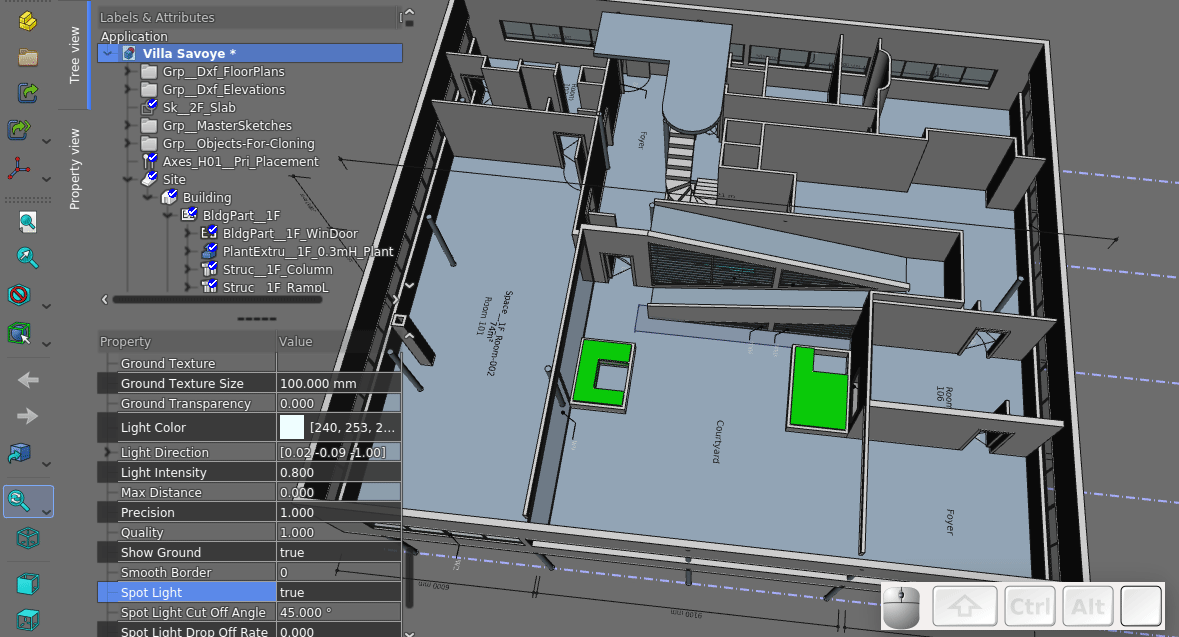 Tree view
Property view
Labels & Attributes
Application
Villa Savoye *
Grp__Dxf_FloorPlans
Grp__Dxf_Elevations
Sk__2F_Slab
Grp__MasterSketches
Grp__Objects-For-Cloning
Axes_H01__Pri_Placement
Site
Building
BldgPart__1F
BldgPart__1F_WinDoor
PlantExtru__1F_0.3mH_Plant
Struc__1F_Column
Struc__1F_RampL
Property Value
Ground Texture
Ground Texture Size 100.000 mm
Ground Transparency 0.000
Light Color [240, 253, 2...
Light Direction [0.02 -0.09 -1.00]
Light Intensity 0.800
Max Distance 0.000
Precision 1.000
Quality 1.000
Show Ground true
Smooth Border 0
Spot Light true
Spot Light Cut Off Angle 45.000 °
Spot Light Drop Off Rate 0.000
Foyer
Space__1F_Room-002
74m²
Room 101
Courtyard
Room
106
Foyer
6000 mm
9100 mm
Ctrl
Alt